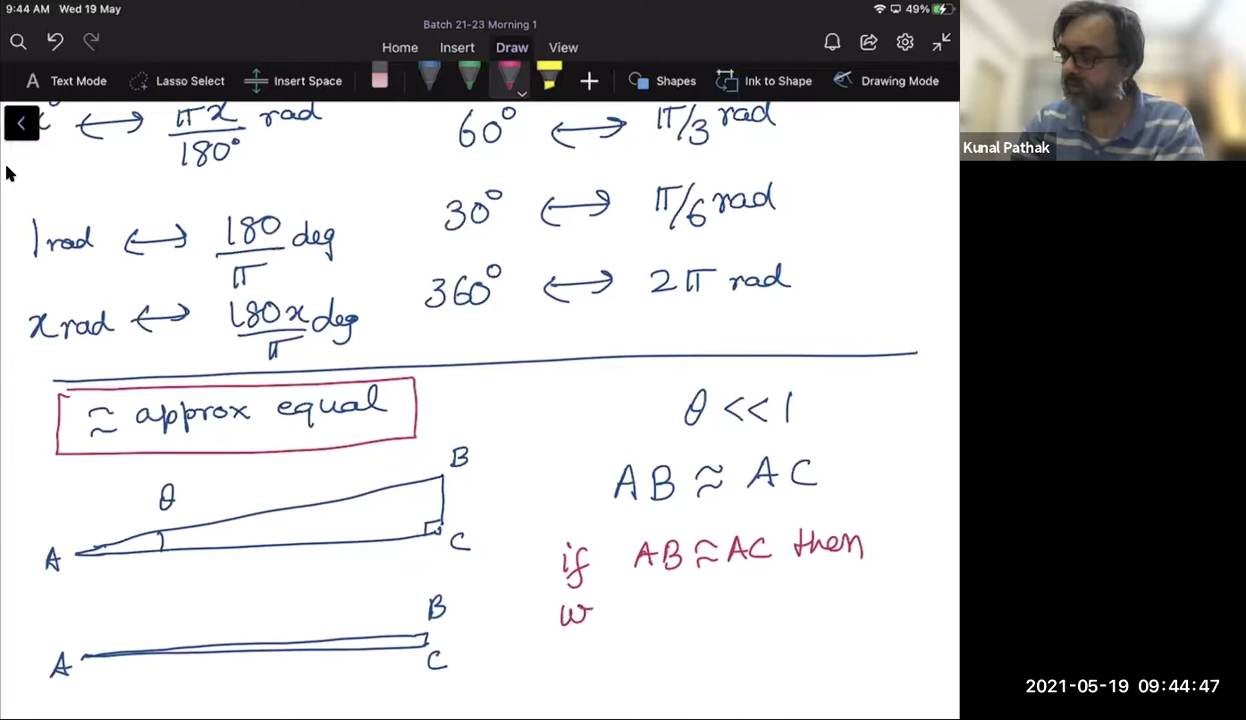 9:44 AM Wed 19 May
49%
Batch 21-23 Morning 1
Home Insert Draw View
Text Mode Lasso Select Insert Space Shapes Ink to Shape Drawing Mode
Kunal Pathak
⟷ πx/180° rad
1 rad ⟷ 180/π deg
x rad ⟷ 180x/π deg
60° ⟷ π/3 rad
30° ⟷ π/6 rad
360° ⟷ 2π rad
≈ approx equal
θ
A B C
A B C
θ << 1
AB ≈ AC
if AB ≈ AC then
w
2021-05-19 09:44:47